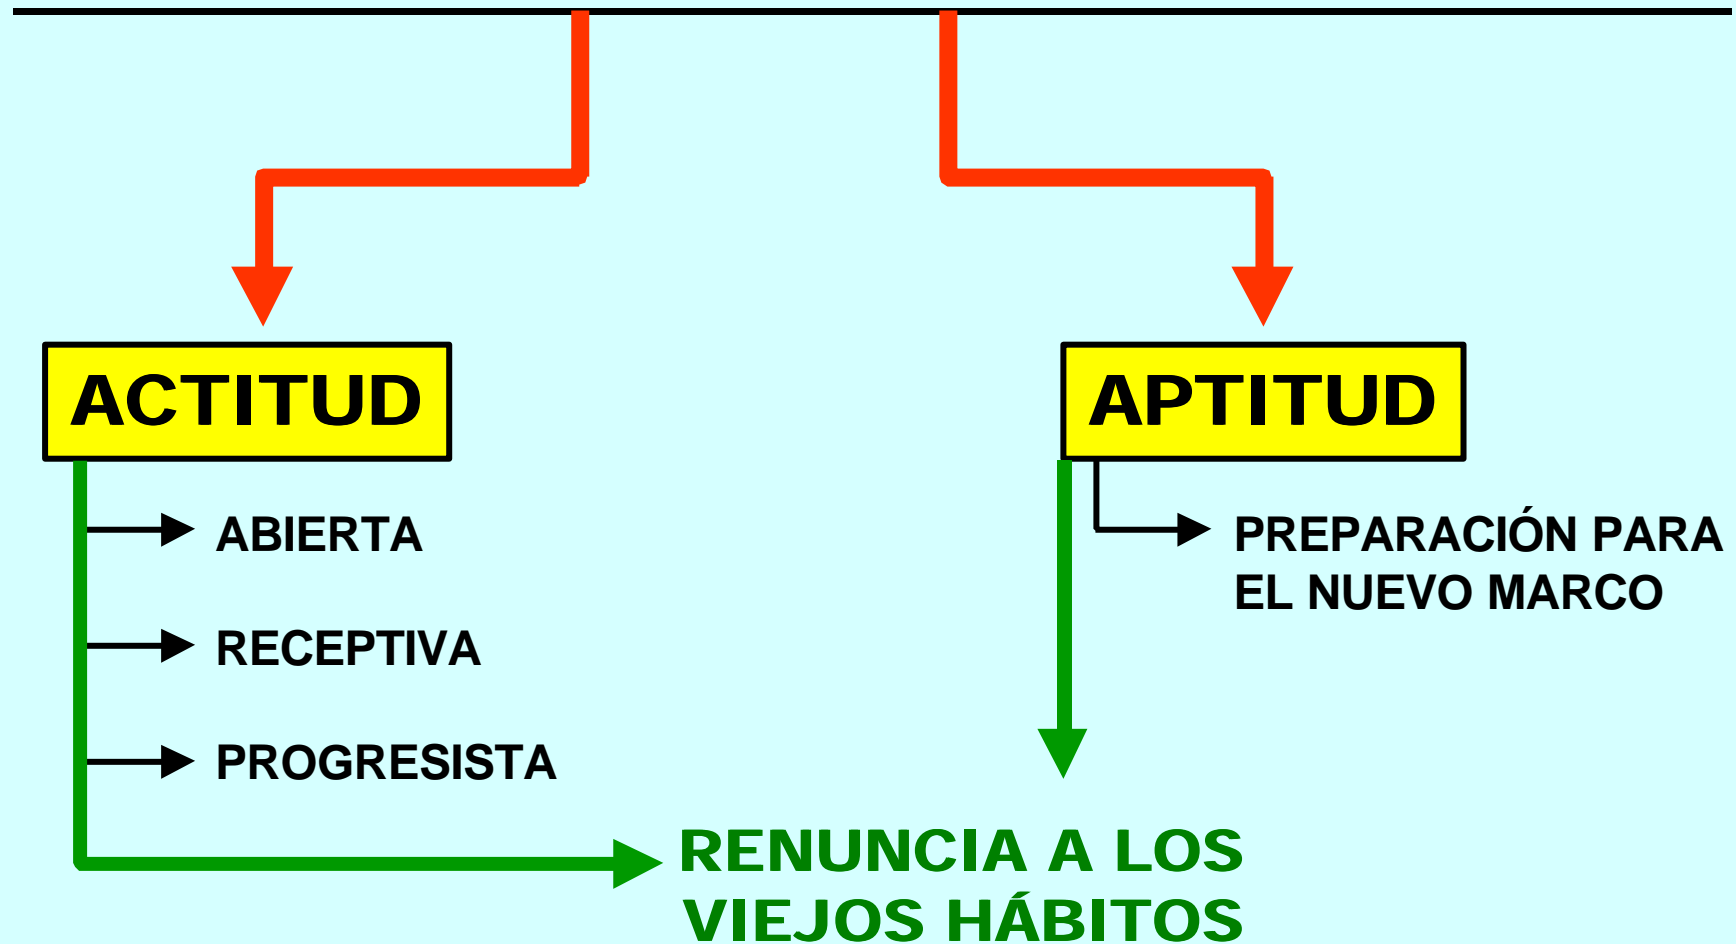 ACTITUD
ABIERTA
RECEPTIVA
PROGRESISTA
APTITUD
PREPARACIÓN PARA
EL NUEVO MARCO
RENUNCIA A LOS
VIEJOS HÁBITOS